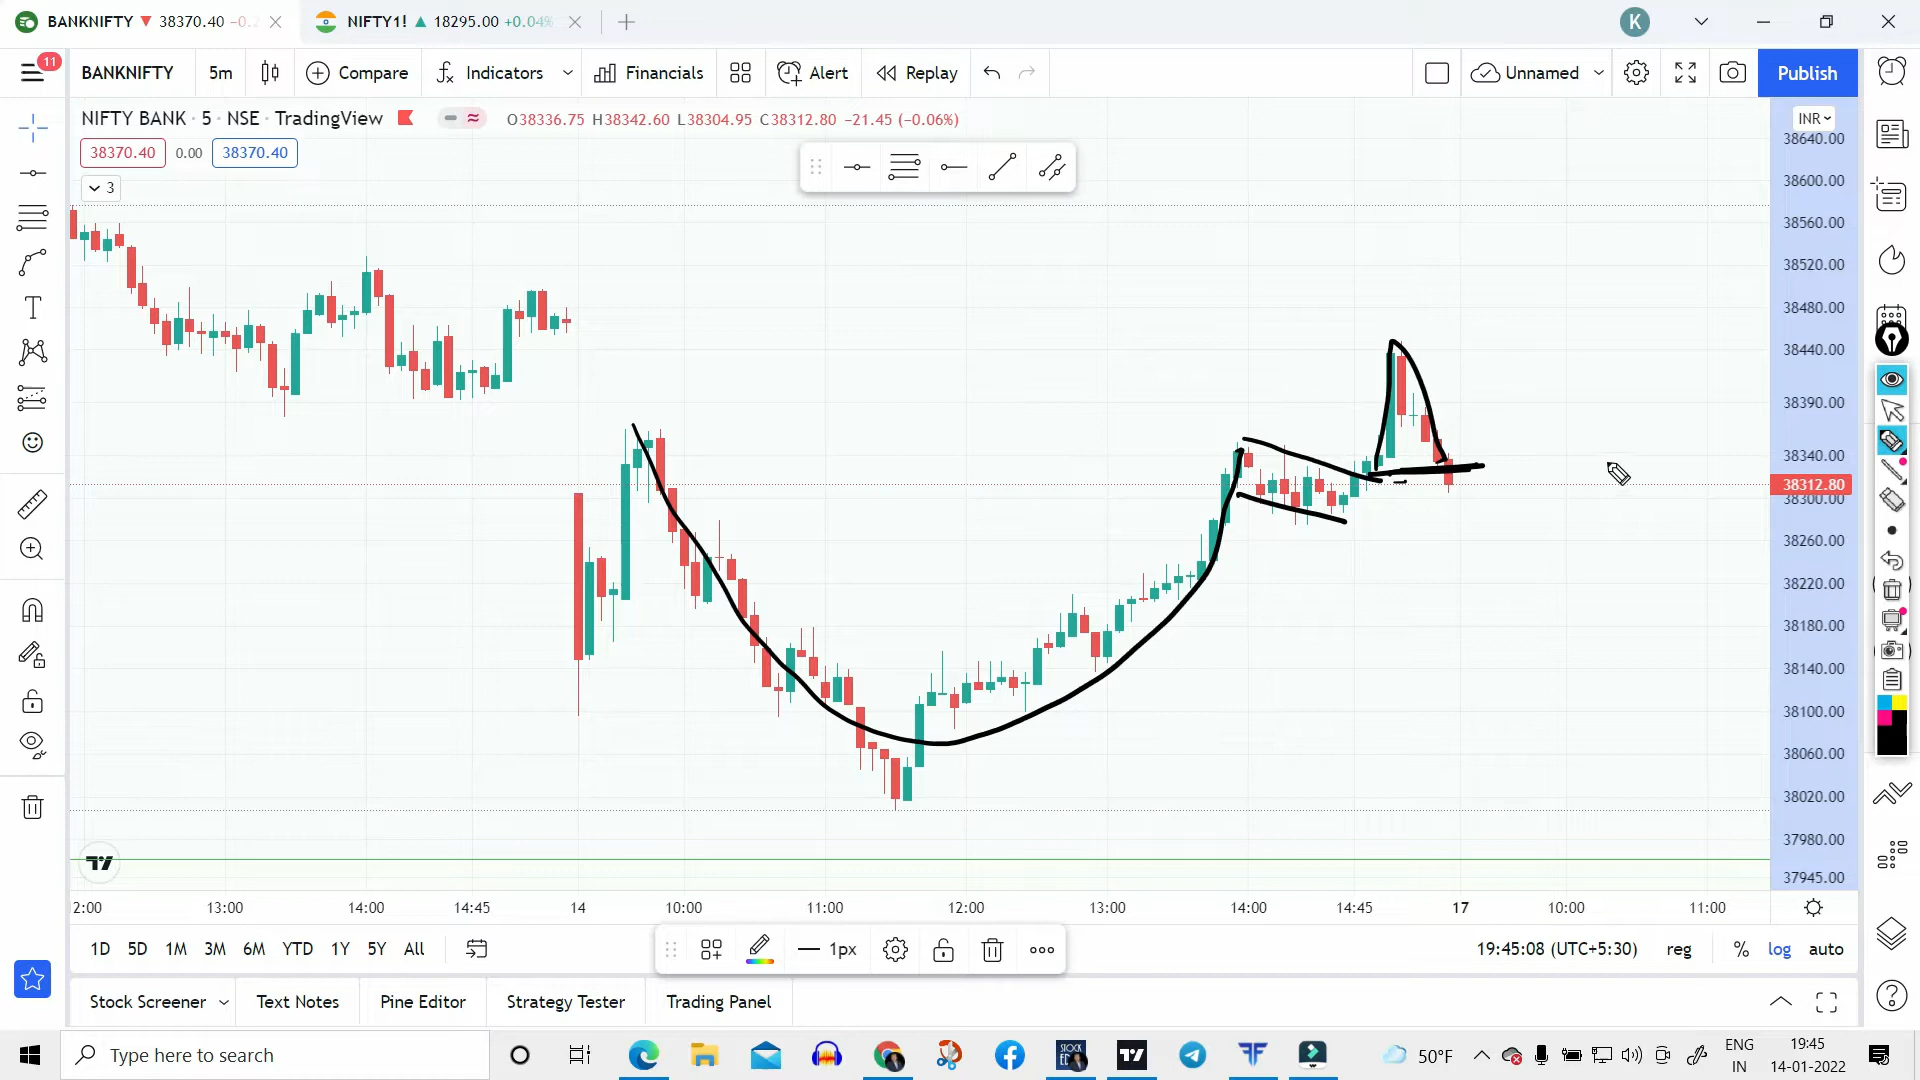 BANKNIFTY ▼ 38370.40 −0.2
NIFTY1! ▲ 18295.00 +0.04%
K
11
BANKNIFTY 5m Compare Indicators Financials Alert Replay Unnamed Publish
NIFTY BANK · 5 · NSE · TradingView O38336.75 H38342.60 L38304.95 C38312.80 −21.45 (−0.06%)
INR
38370.40 0.00 38370.40
3
38640.00
38600.00
38560.00
38520.00
38480.00
38440.00
38390.00
38340.00
38312.80
38300.00
38260.00
38220.00
38180.00
38140.00
38100.00
38060.00
38020.00
37980.00
37945.00
2:00 13:00 14:00 14:45 14 10:00 11:00 12:00 13:00 14:00 14:45 17 10:00 11:00
1D 5D 1M 3M 6M YTD 1Y 5Y All 1px 19:45:08 (UTC+5:30) reg % log auto
Stock Screener Text Notes Pine Editor Strategy Tester Trading Panel
Type here to search
50°F
ENG
IN
19:45
14-01-2022